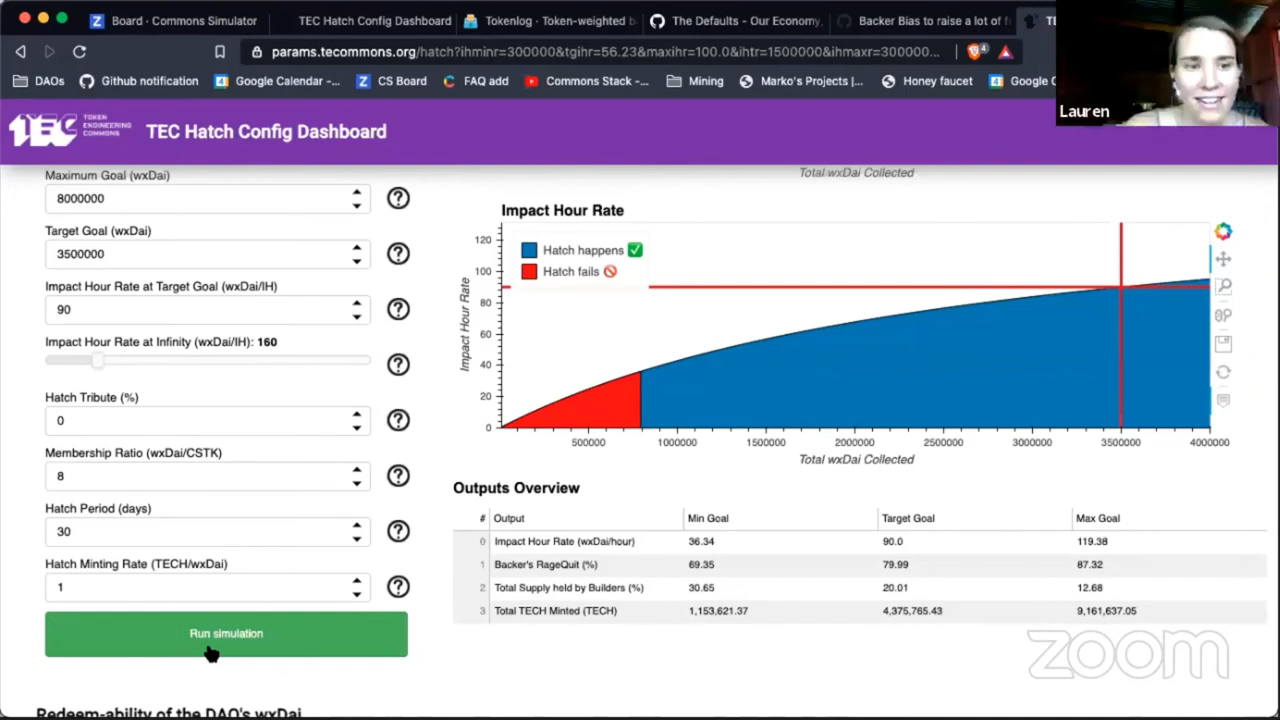 Board - Commons Simulator
TEC Hatch Config Dashboard
Tokenlog · Token-weighted b
The Defaults - Our Economy.
Backer Bias to raise a lot of f
TE
params.tecommons.org/hatch?ihminr=300000&tgihr=56.23&maxihr=100.0&ihtr=1500000&ihmaxr=300000...
4
DAOs
Github notification
Google Calendar -...
CS Board
FAQ add
Commons Stack -...
Mining
Marko's Projects |...
Honey faucet
Google C
Lauren
TEC TOKEN ENGINEERING COMMONS
TEC Hatch Config Dashboard
Maximum Goal (wxDai)
8000000
Target Goal (wxDai)
3500000
Impact Hour Rate at Target Goal (wxDai/IH)
90
Impact Hour Rate at Infinity (wxDai/IH): 160
Hatch Tribute (%)
0
Membership Ratio (wxDai/CSTK)
8
Hatch Period (days)
30
Hatch Minting Rate (TECH/wxDai)
1
Run simulation
Redeem-ability of the DAO's wxDai
Total wxDai Collected
Impact Hour Rate
Hatch happens ✅
Hatch fails 🚫
Impact Hour Rate
120
100
80
60
40
20
0
500000 1000000 1500000 2000000 2500000 3000000 3500000 4000000
Total wxDai Collected
Outputs Overview
# Output Min Goal Target Goal Max Goal
0 Impact Hour Rate (wxDai/hour) 36.34 90.0 119.38
1 Backer's RageQuit (%) 69.35 79.99 87.32
2 Total Supply held by Builders (%) 30.65 20.01 12.68
3 Total TECH Minted (TECH) 1,153,621.37 4,375,765.43 9,161,637.05
zoom